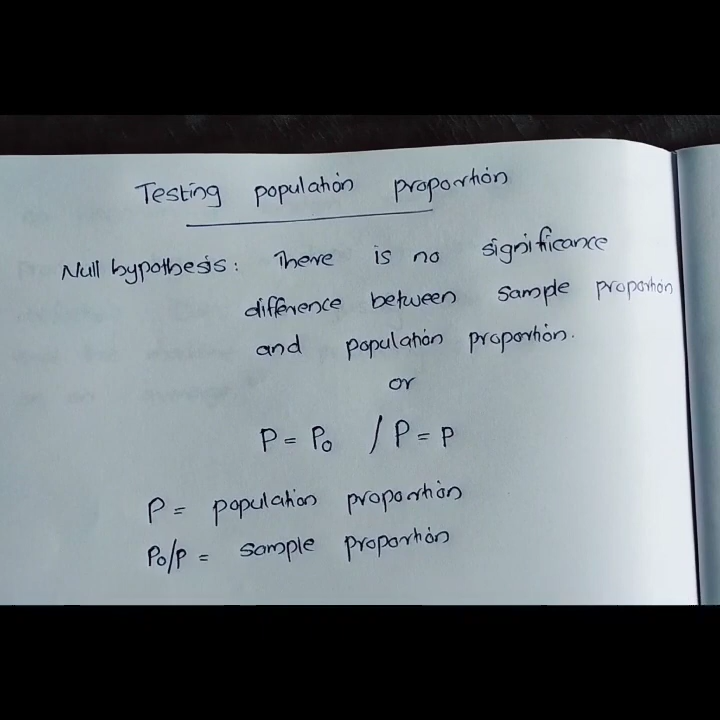 Testing population proportion
Null hypothesis: There is no significance
difference between sample proportion
and population proportion.
or
P = P₀ / P = p
P = population proportion
P₀/p = sample proportion